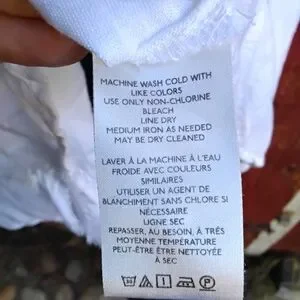 MACHINE WASH COLD WITH
LIKE COLORS
USE ONLY NON-CHLORINE
BLEACH
LINE DRY
MEDIUM IRON AS NEEDED
MAY BE DRY CLEANED
LAVER À LA MACHINE À L'EAU
FROIDE AVEC COULEURS
SIMILAIRES
UTILISER UN AGENT DE
BLANCHIMENT SANS CHLORE SI
NÉCESSAIRE
LIGNE SEC
REPASSER, AU BESOIN, À TRÉS
MOYENNE TEMPÉRATURE
PEUT-ÊTRE ÊTRE NETTOYÉE
À SEC